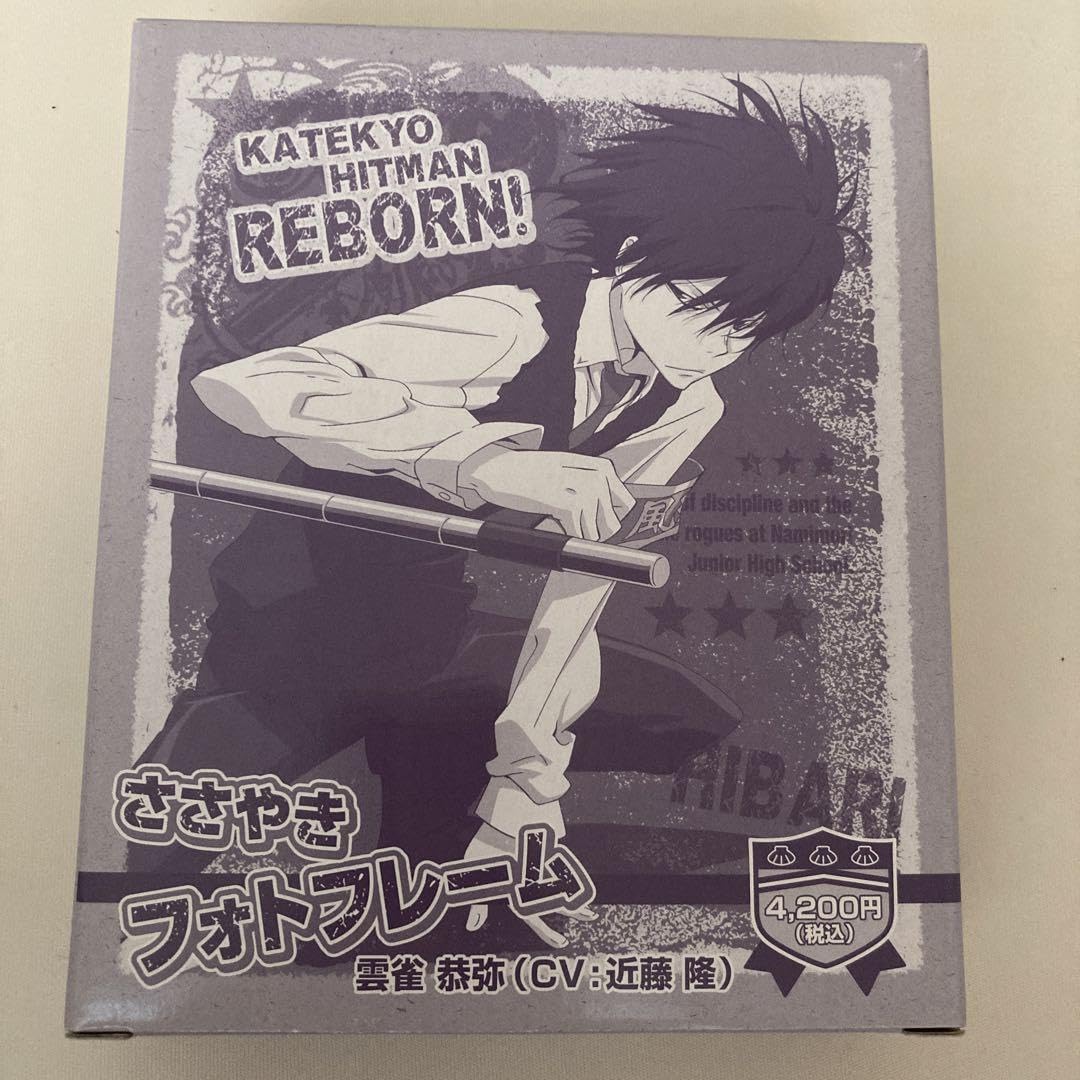 KATEKYO
HITMAN
REBORN!
風
of discipline and the
rogues at Namimori
Junior High School
HIBARI
ささやき
フォトフレーム
4,200円
(税込)
雲雀 恭弥(CV:近藤 隆)